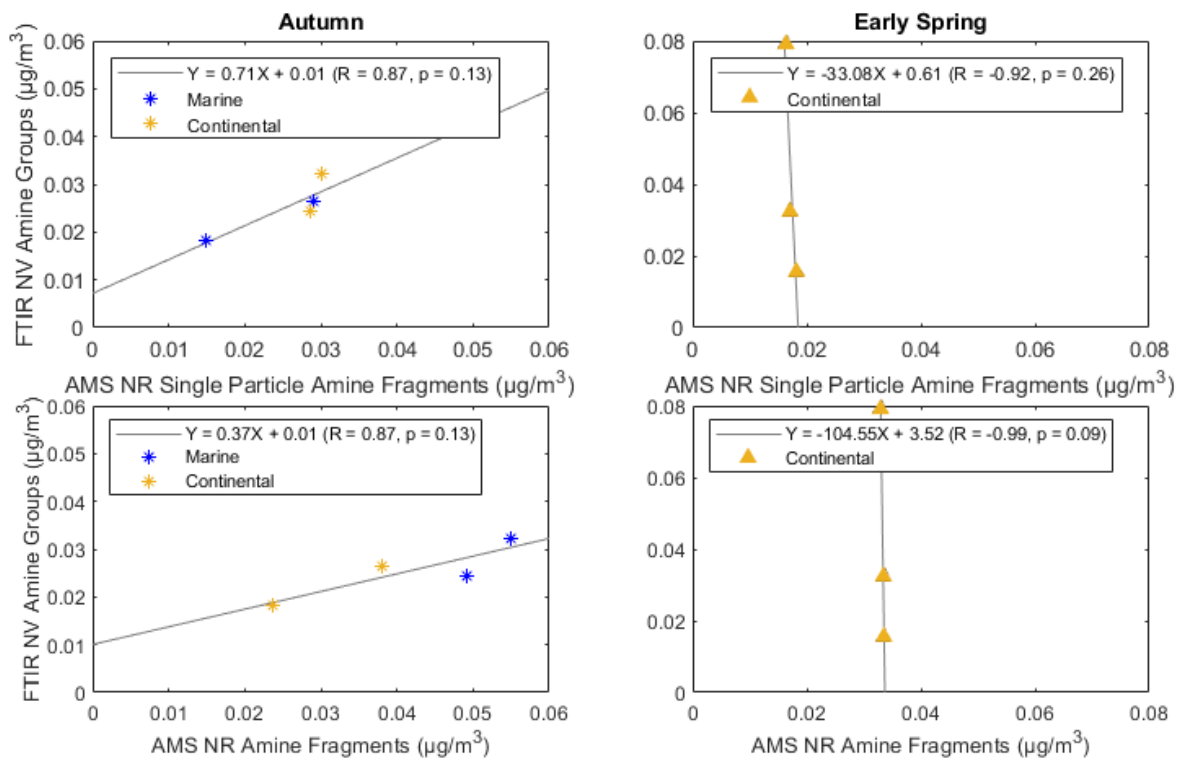 Autumn
0.06
0.05
0.04
0.03
0.02
0.01
0
FTIR NV Amine Groups (µg/m³)
Y = 0.71X + 0.01 (R = 0.87, p = 0.13)
Marine
Continental
0 0.01 0.02 0.03 0.04 0.05 0.06
AMS NR Single Particle Amine Fragments (µg/m³)
Early Spring
0.08
0.06
0.04
0.02
0
Y = -33.08X + 0.61 (R = -0.92, p = 0.26)
Continental
0 0.02 0.04 0.06 0.08
AMS NR Single Particle Amine Fragments (µg/m³)
0.06
0.05
0.04
0.03
0.02
0.01
0
FTIR NV Amine Groups (µg/m³)
Y = 0.37X + 0.01 (R = 0.87, p = 0.13)
Marine
Continental
0 0.01 0.02 0.03 0.04 0.05 0.06
AMS NR Amine Fragments (µg/m³)
0.08
0.06
0.04
0.02
0
Y = -104.55X + 3.52 (R = -0.99, p = 0.09)
Continental
0 0.02 0.04 0.06 0.08
AMS NR Amine Fragments (µg/m³)